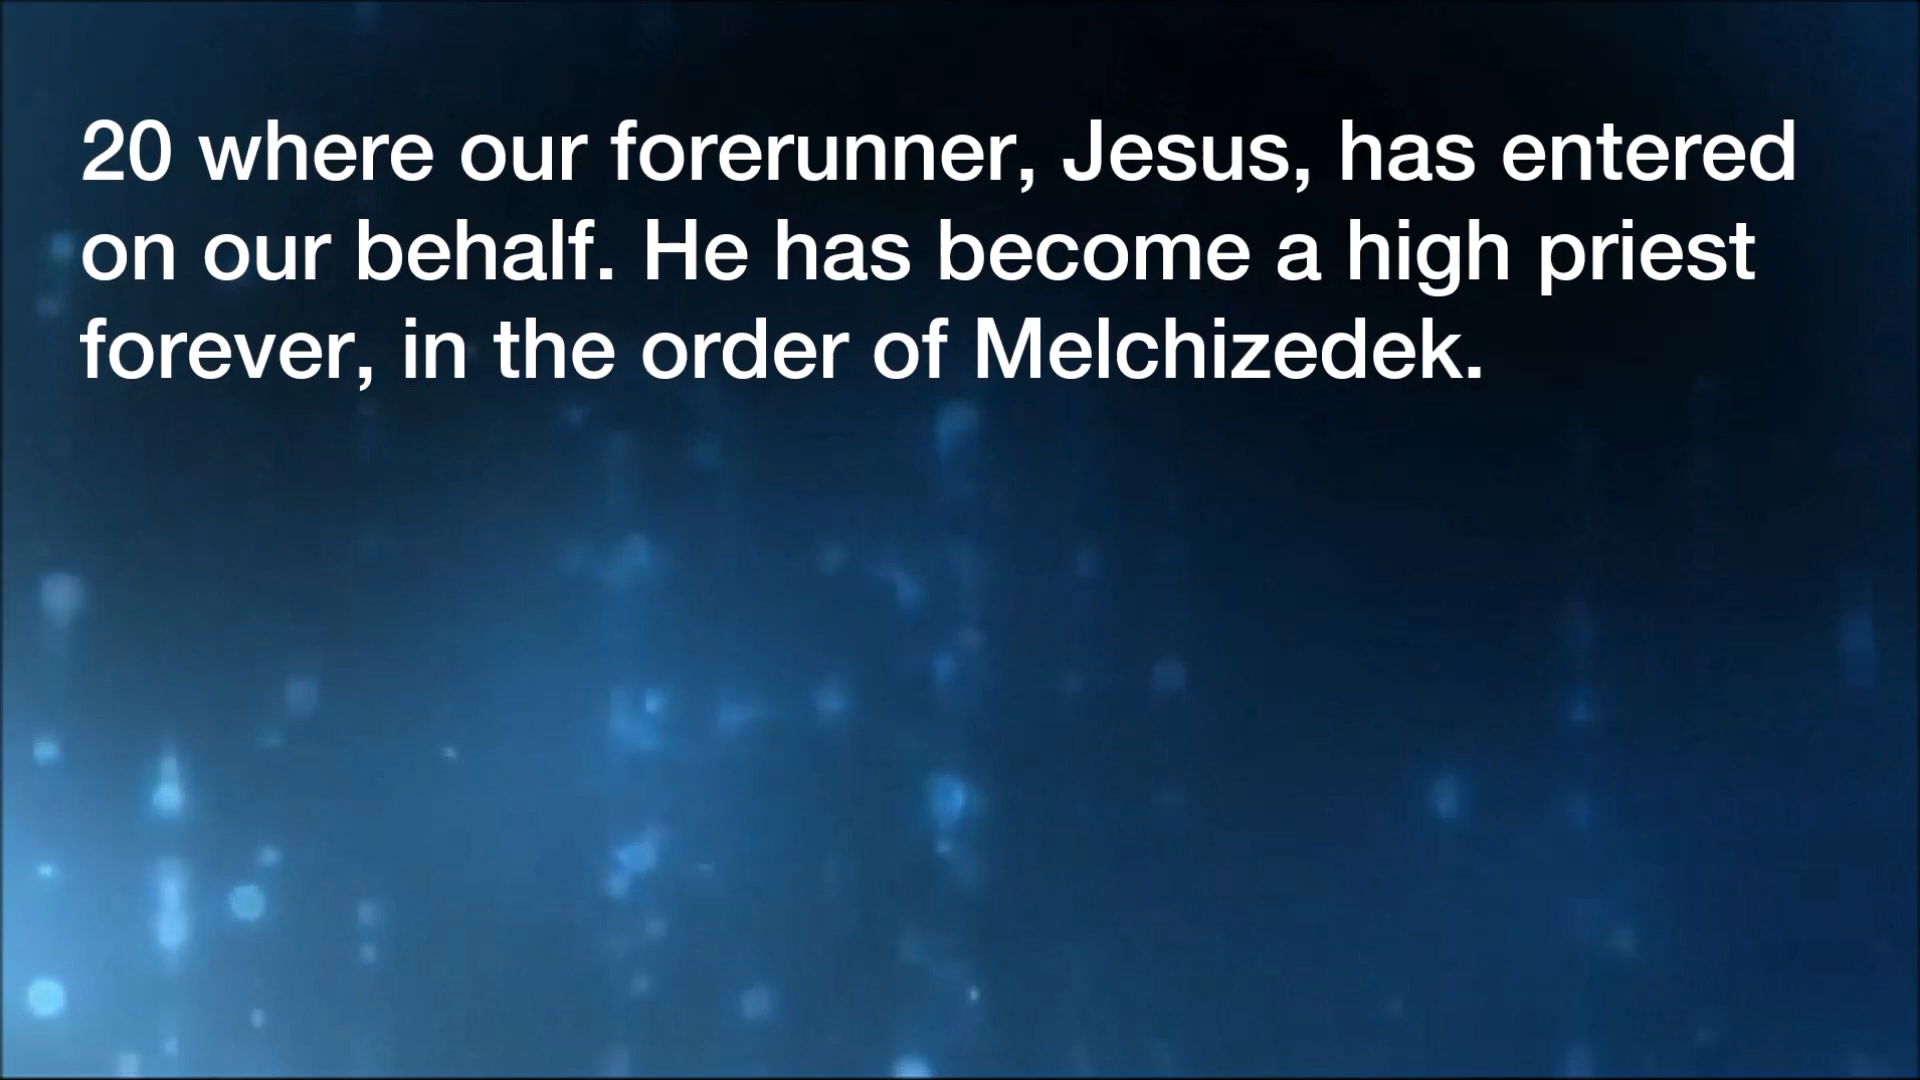 20 where our forerunner, Jesus, has entered
on our behalf. He has become a high priest
forever, in the order of Melchizedek.